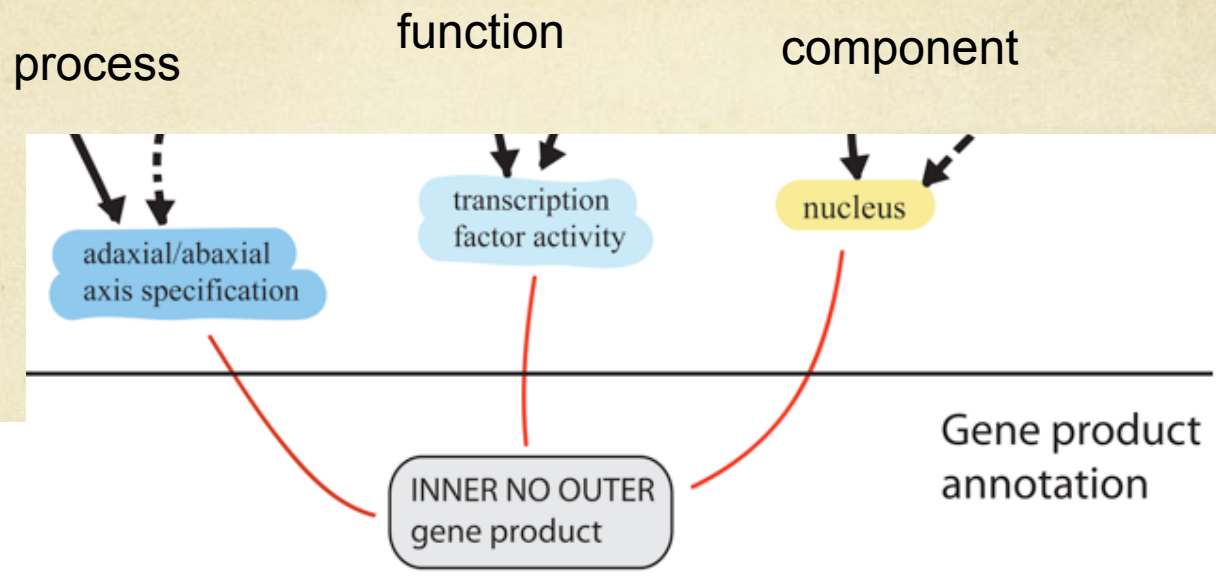 process
function
component
adaxial/abaxial
axis specification
transcription
factor activity
nucleus
INNER NO OUTER
gene product
Gene product
annotation